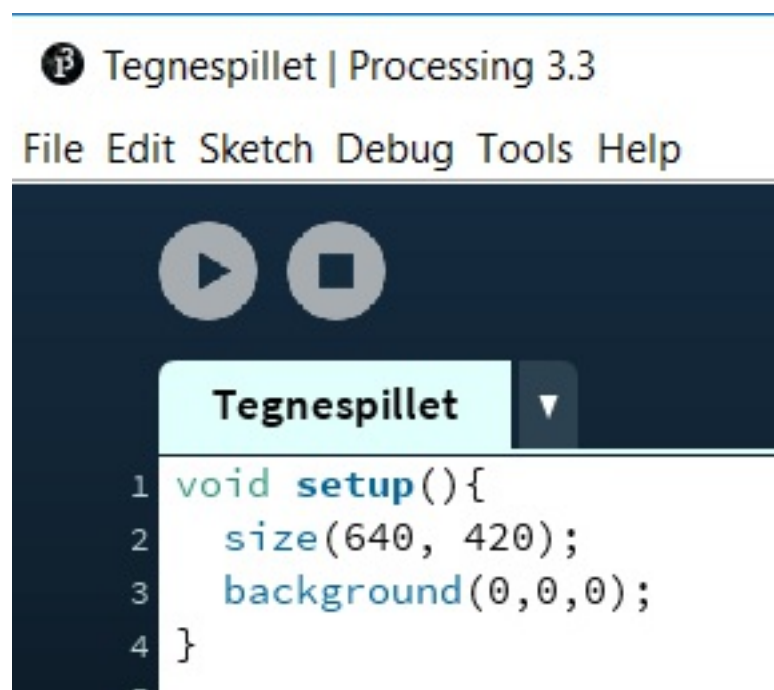 Tegnespillet | Processing 3.3
File Edit Sketch Debug Tools Help
Tegnespillet
1 void setup(){
2   size(640, 420);
3   background(0,0,0);
4 }